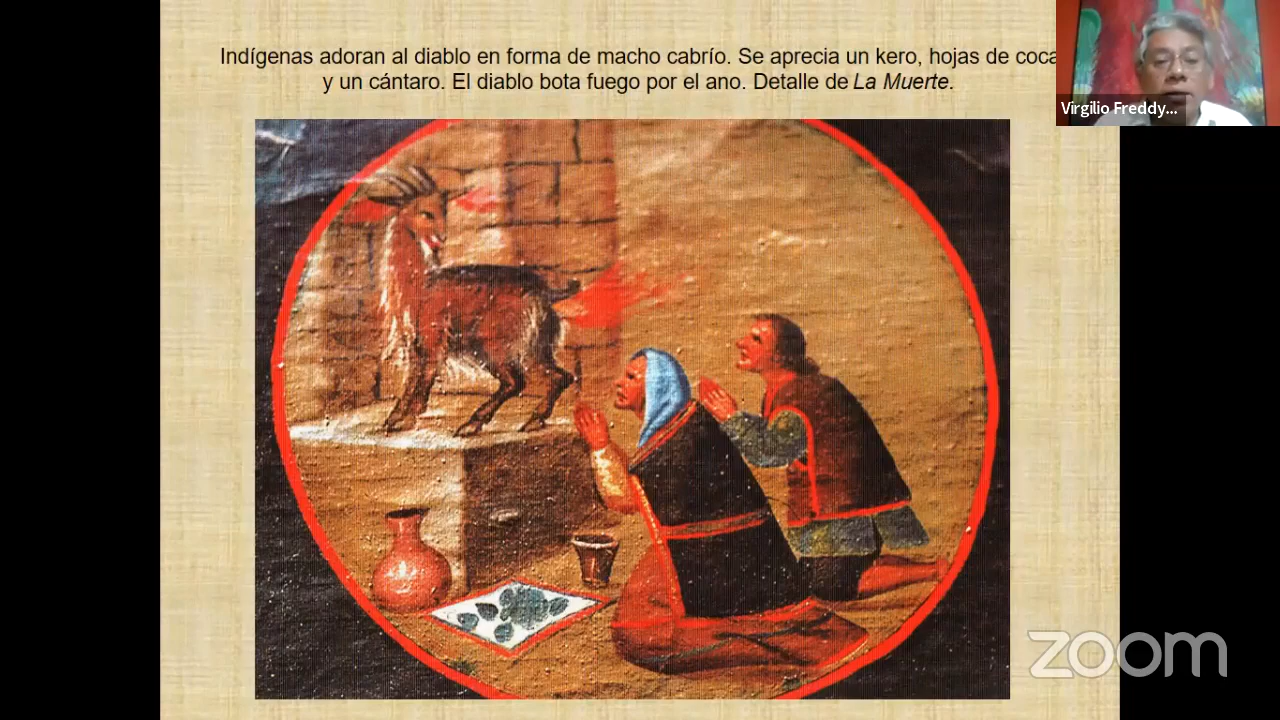 Indígenas adoran al diablo en forma de macho cabrío. Se aprecia un kero, hojas de coca
y un cántaro. El diablo bota fuego por el ano. Detalle de La Muerte.
Virgilio Freddy...
zoom